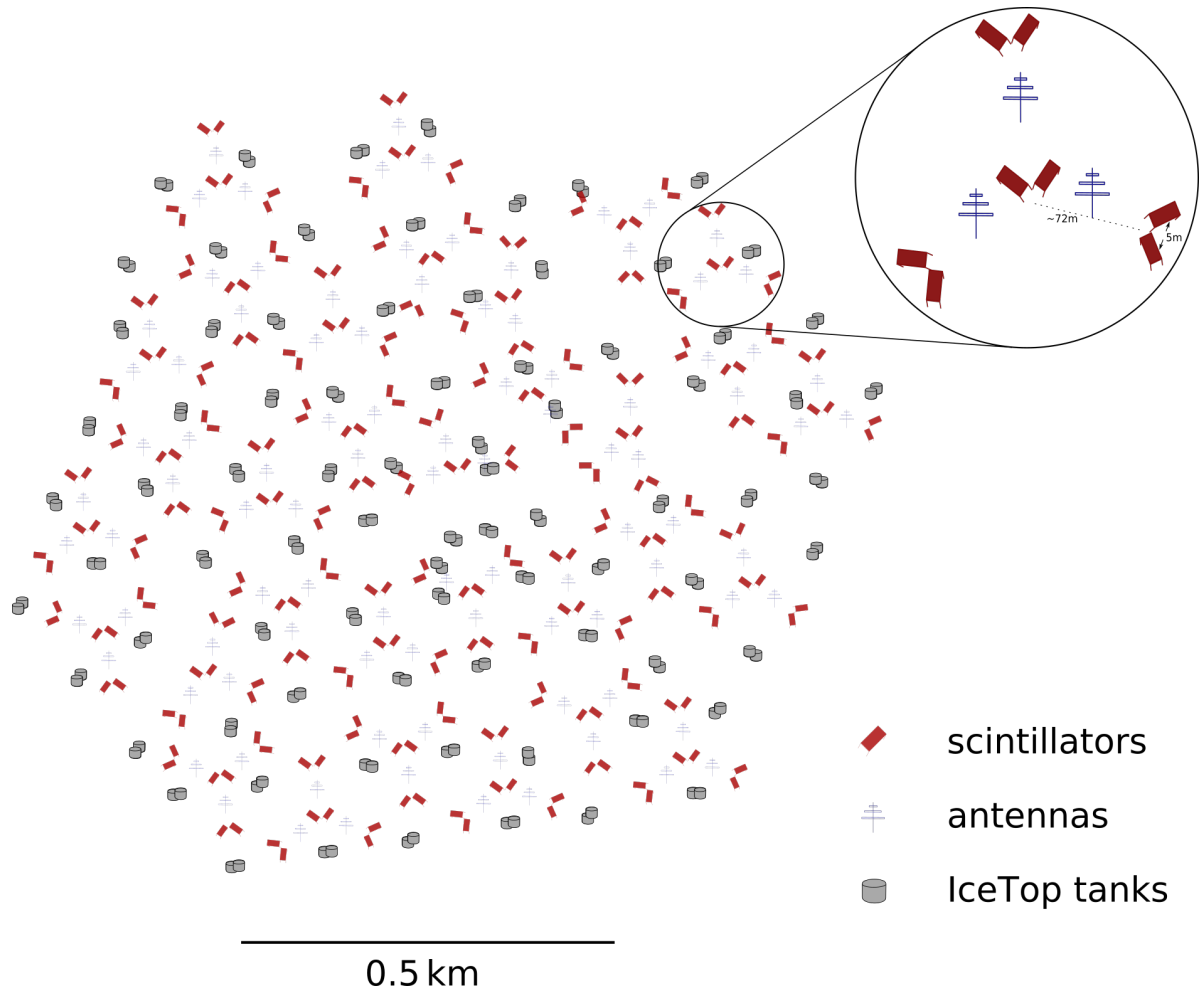 ~72m
5m
scintillators
antennas
IceTop tanks
0.5 km